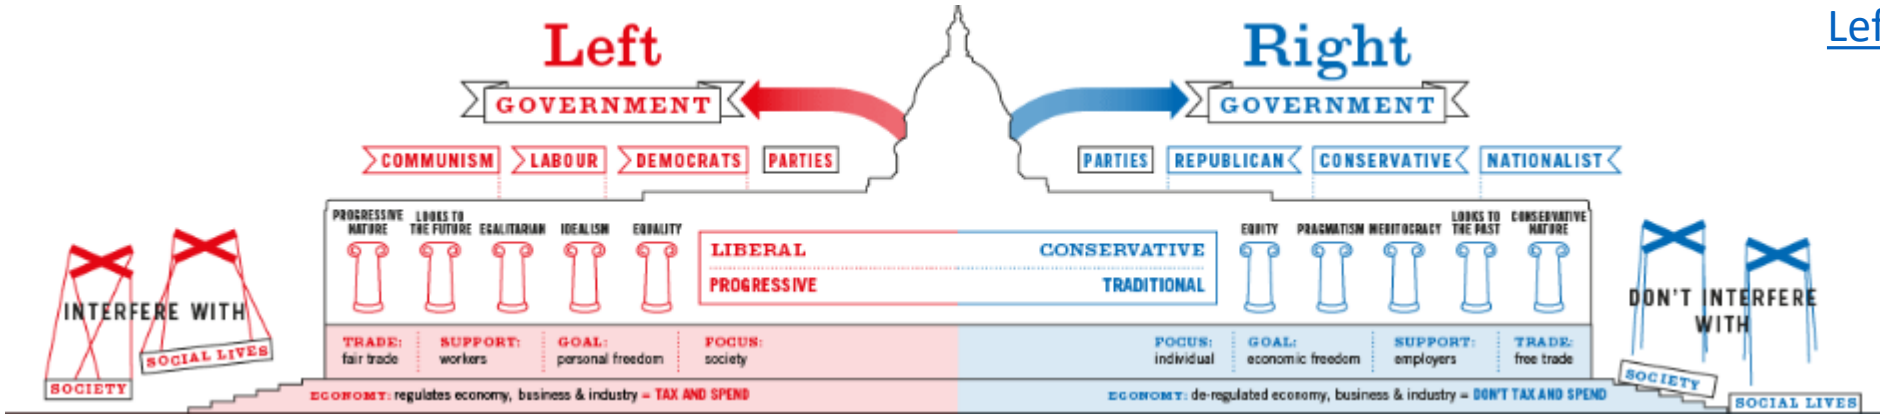 Lef
Left
Right
GOVERNMENT
GOVERNMENT
COMMUNISM
LABOUR
DEMOCRATS
PARTIES
PARTIES
REPUBLICAN
CONSERVATIVE
NATIONALIST
PROGRESSIVE
NATURE
LOOKS TO
THE FUTURE
EGALITARIAN
IDEALISM
EQUALITY
LIBERAL
PROGRESSIVE
CONSERVATIVE
TRADITIONAL
EQUITY
PRAGMATISM
MERITOCRACY
LOOKS TO
THE PAST
CONSERVATIVE
NATURE
INTERFERE WITH
SOCIAL LIVES
SOCIETY
DON'T INTERFERE
WITH
SOCIETY
SOCIAL LIVES
TRADE:
fair trade
SUPPORT:
workers
GOAL:
personal freedom
FOCUS:
society
FOCUS:
individual
GOAL:
economic freedom
SUPPORT:
employers
TRADE:
free trade
ECONOMY: regulates economy, business & industry = TAX AND SPEND
ECONOMY: de-regulated economy, business & industry = DON'T TAX AND SPEND